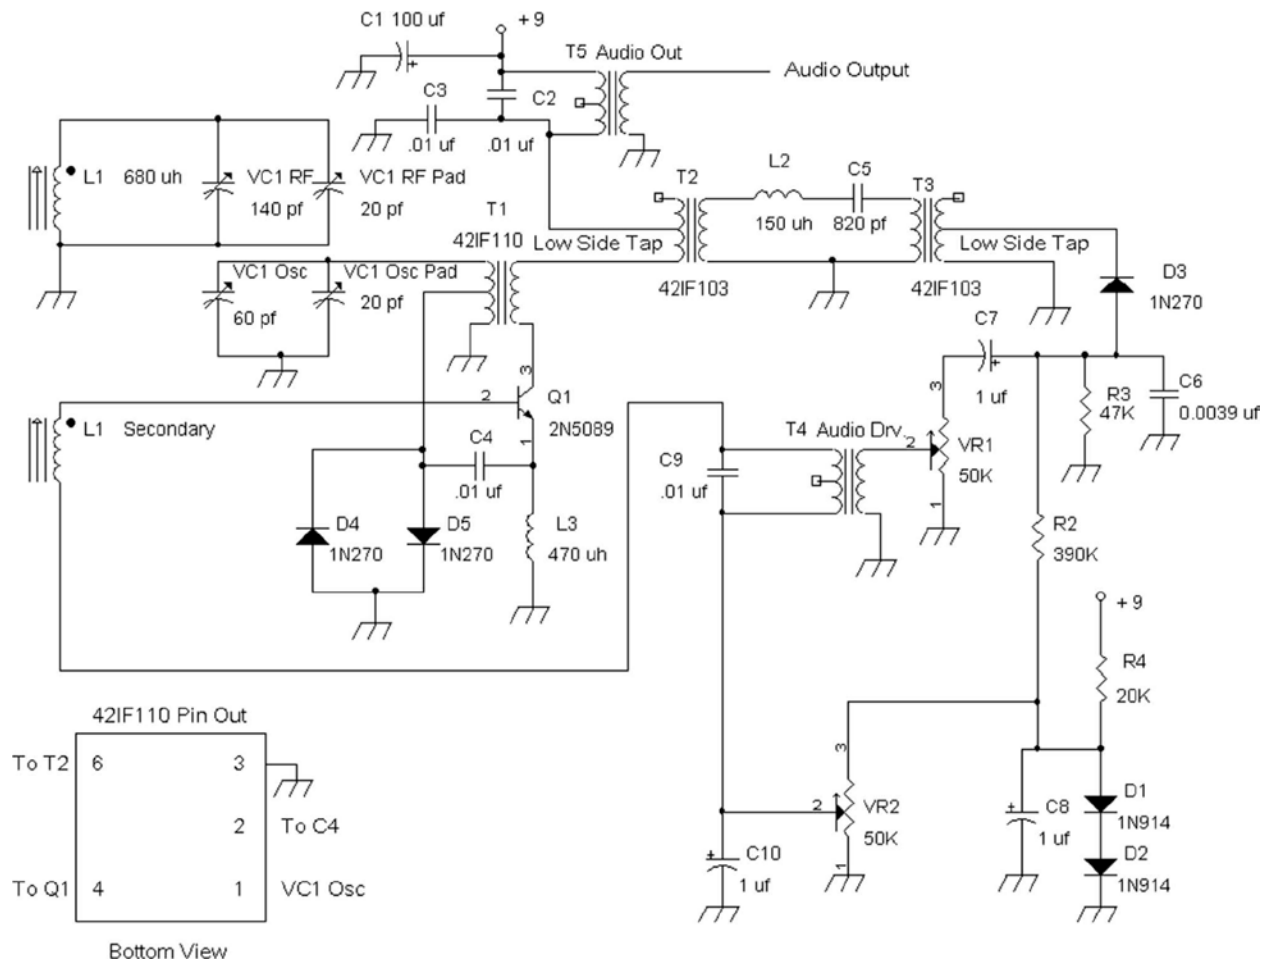 C1 100 uf
+ 9
T5 Audio Out
Audio Output
C3
C2
.01 uf
.01 uf
L1 680 uh
VC1 RF
140 pf
VC1 RF Pad
20 pf
T2
L2
C5
T3
150 uh
820 pf
T1
42IF110
Low Side Tap
Low Side Tap
42IF103
42IF103
VC1 Osc
60 pf
VC1 Osc Pad
20 pf
D3
1N270
C7
1 uf
C6
0.0039 uf
R3
47K
3
2
1
Q1
2N5089
L1 Secondary
C4
.01 uf
T4 Audio Drv.
C9
.01 uf
3
2
1
VR1
50K
D4
1N270
D5
1N270
L3
470 uh
R2
390K
+ 9
R4
20K
42IF110 Pin Out
To T2 6 3
2 To C4
To Q1 4 1 VC1 Osc
Bottom View
3
2
1
VR2
50K
+
C10
1 uf
+
C8
1 uf
D1
1N914
D2
1N914
+
+